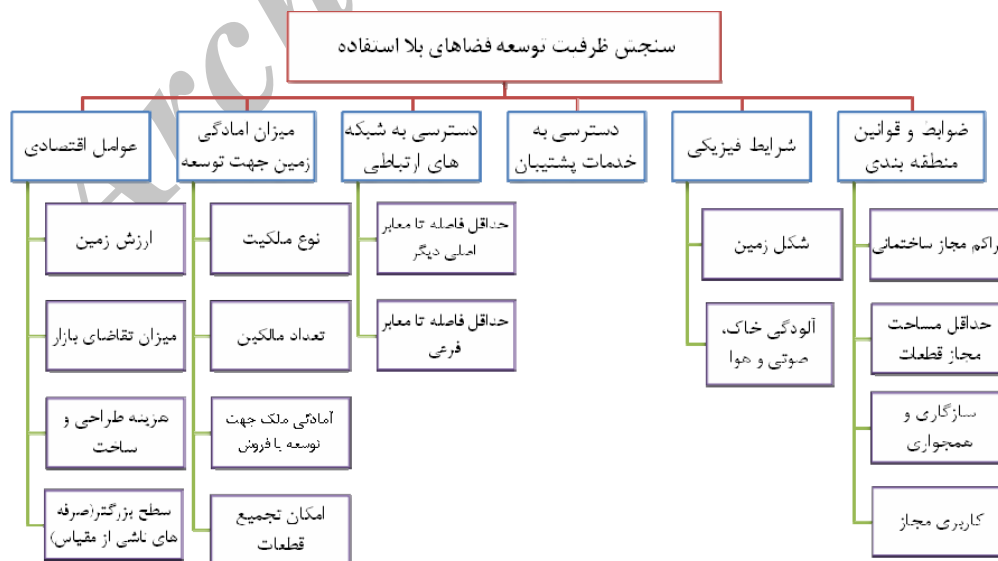 سنجش ظرفیت توسعه فضاهای بلا استفاده
ضوابط و قوانین
منطقه بندی
شرایط فیزیکی
دسترسی به
خدمات پشتیبان
دسترسی به شبکه
های ارتباطی
میزان امادگی
زمین جهت توسعه
عوامل اقتصادی
راکم مجاز ساختمانی
حداقل مساحت
مجاز قطعات
سازگاری و
همجواری
کاربری مجاز
شکل زمین
آلودگی خاک،
صوتی و هوا
حداقل فاصله تا معابر
اصلی دیگر
حداقل فاصله تا معابر
فرعی
نوع مالکیت
تعداد مالکین
آمادگی ملک جهت
توسعه یا فروش
امکان تجمیع
قطعات
ارزش زمین
میزان تقاضای بازار
هزینه طراحی و
ساخت
سطح بزرگتر(صرفه
های ناشی از مقیاس)
Arch